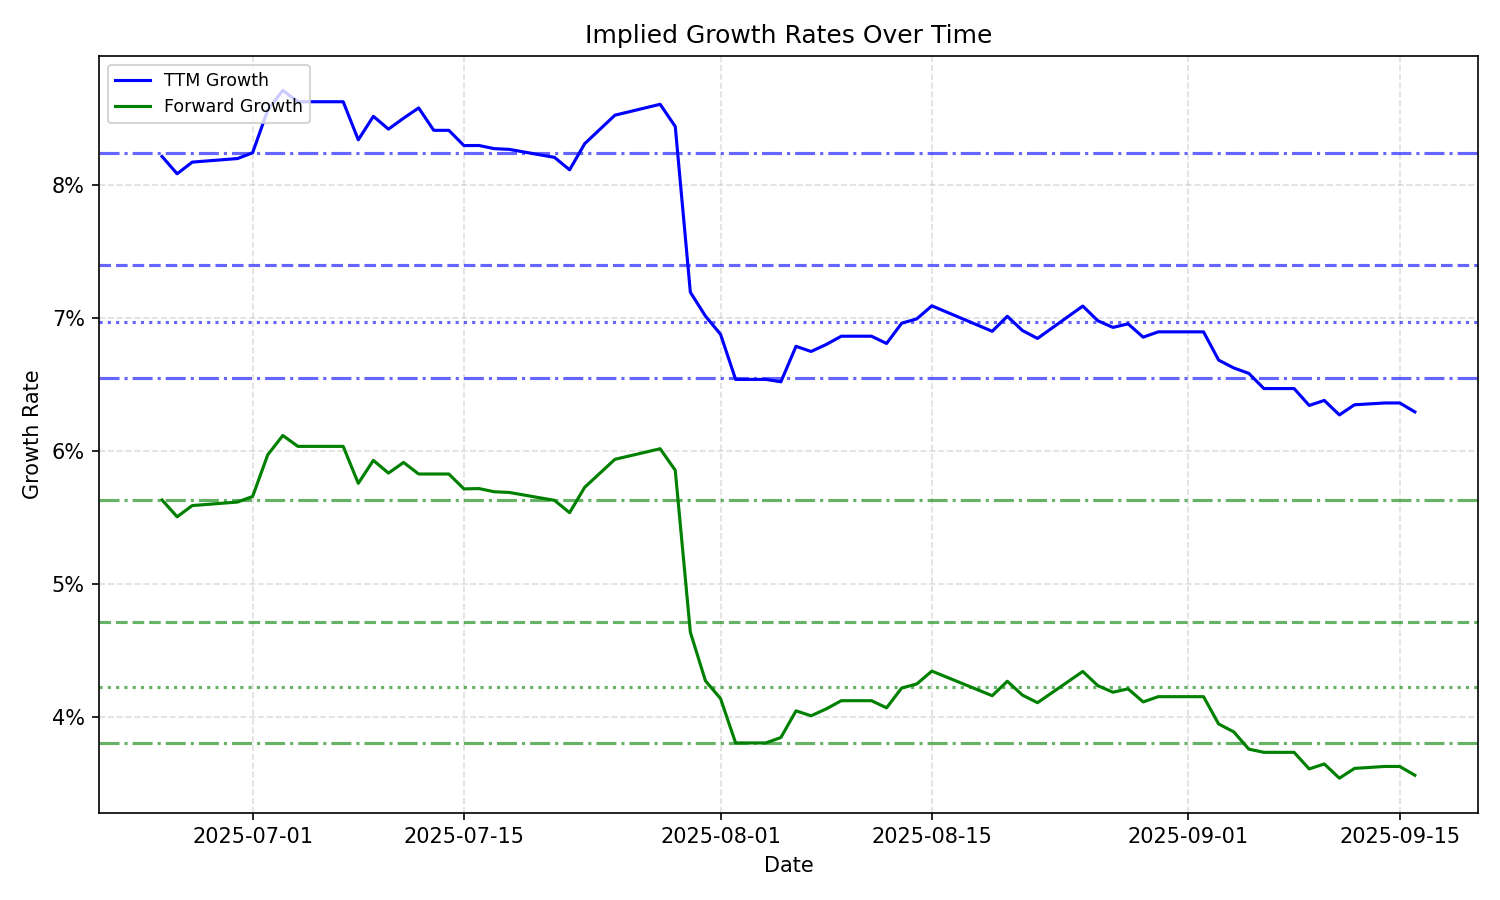 Implied Growth Rates Over Time
TTM Growth
Forward Growth
8%
7%
6%
5%
4%
Growth Rate
2025-07-01
2025-07-15
2025-08-01
2025-08-15
2025-09-01
2025-09-15
Date